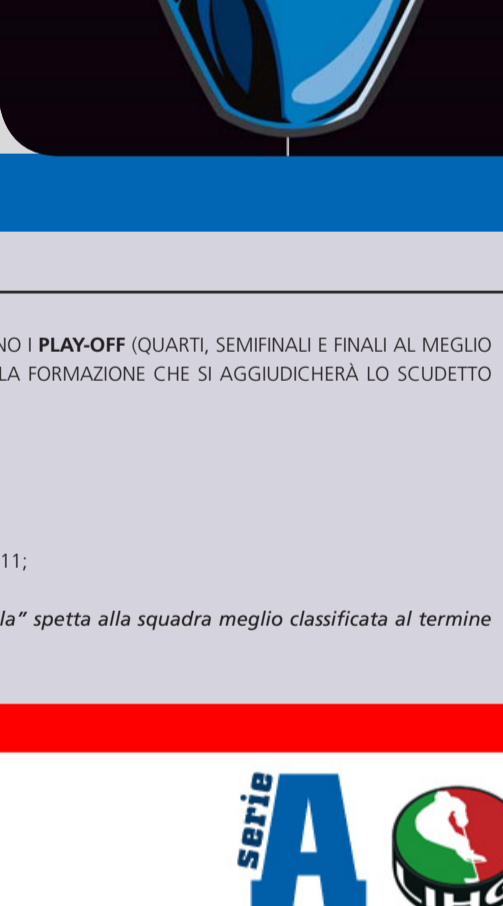 NO I PLAY-OFF (QUARTI, SEMIFINALI E FINALI AL MEGLIO
LA FORMAZIONE CHE SI AGGIUDICHERÀ LO SCUDETTO
11;
la” spetta alla squadra meglio classificata al termine
serie
A